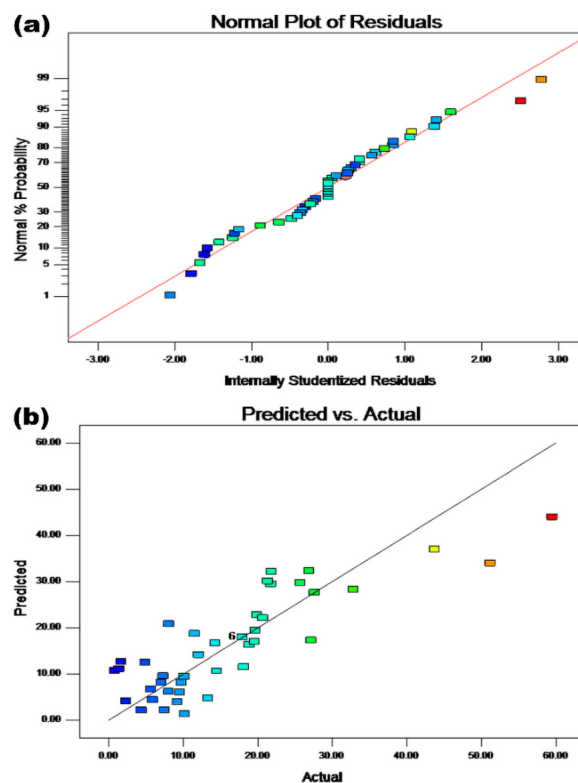 (a)
Normal Plot of Residuals
Normal % Probability
99
95
90
80
70
50
30
20
10
5
1
-3.00 -2.00 -1.00 0.00 1.00 2.00 3.00
Internally Studentized Residuals
(b)
Predicted vs. Actual
Predicted
60.00
50.00
40.00
30.00
20.00
10.00
0.00
6
0.00 10.00 20.00 30.00 40.00 50.00 60.00
Actual